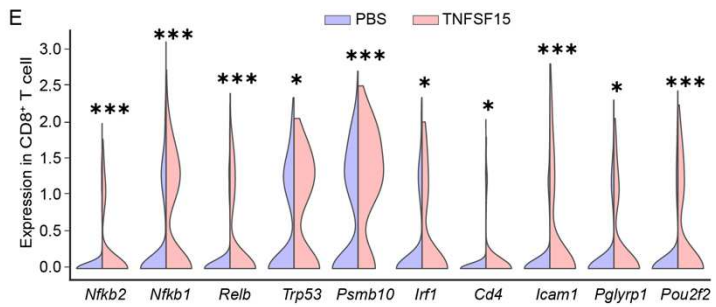 E
PBS TNFSF15
Expression in CD8⁺ T cell
3.0
2.5
2.0
1.5
1.0
0.5
0.0
*** *** *** * *** * * *** * ***
Nfkb2 Nfkb1 Relb Trp53 Psmb10 Irf1 Cd4 Icam1 Pglyrp1 Pou2f2